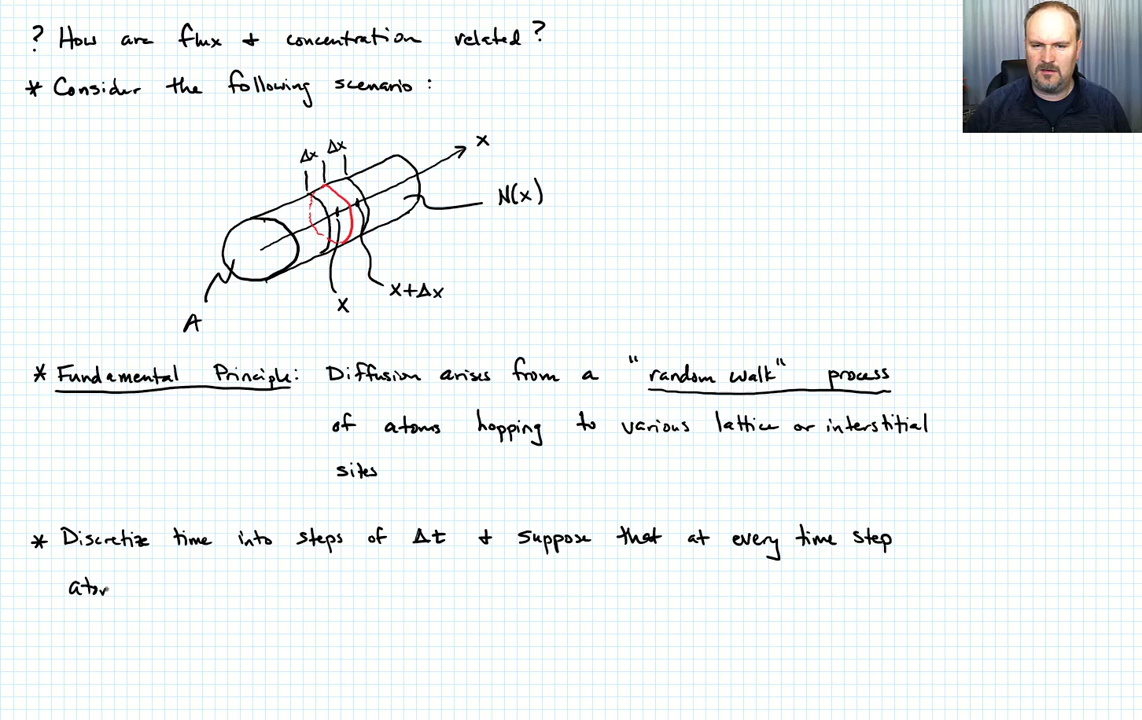 ? How are flux + concentration related?
* Consider the following scenario:
Δx Δx
x
N(x)
x+Δx
x
A
* Fundamental Principle: Diffusion arises from a "random walk" process
of atoms hopping to various lattice or interstitial
sites
* Discretize time into steps of Δt + suppose that at every time step